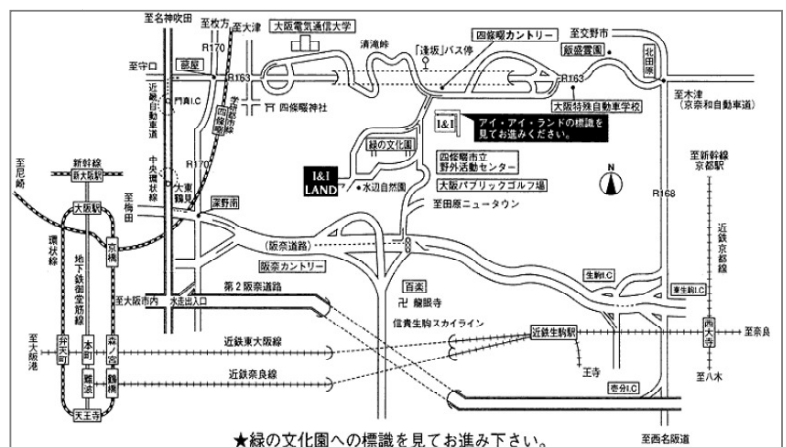 至名神吹田
至枚方
至大津
大阪電気通信大学
清滝峠
「逢坂」バス停
四條畷カントリー
至交野市
飯盛霊園
北田原
R170
至守口
部屋
R163
R163
近畿自動車道
門真I.C
学研都市線
四條畷
四條畷神社
大阪特殊自動車学校
至木津
(京奈和自動車道)
I&I
アイ・アイ・ランドの標識を
見てお進みください。
緑の文化園
I&I
LAND
水辺自然園
四條畷市立
野外活動センター
大阪パブリックゴルフ場
至田原ニュータウン
N
R168
至新幹線
京都駅
近鉄京都線
至尼崎
新幹線
新大阪駅
中央環状線
R170
大東
鶴見
至梅田
深野南
大阪駅
京橋
環状線
地下鉄御堂筋線
(阪奈道路)
阪奈カントリー
第2阪奈道路
至大阪市内
水走出入口
百楽
卍 龍眼寺
信貴生駒スカイライン
生駒I.C
東生駒I.C
近鉄東大阪線
近鉄生駒駅
西大寺
至奈良
至大阪港
弁天町
本町
森ノ宮
近鉄奈良線
難波
鶴橋
天王寺
王寺
至八木
壱分I.C
★緑の文化園への標識を見てお進み下さい。
至西名阪道